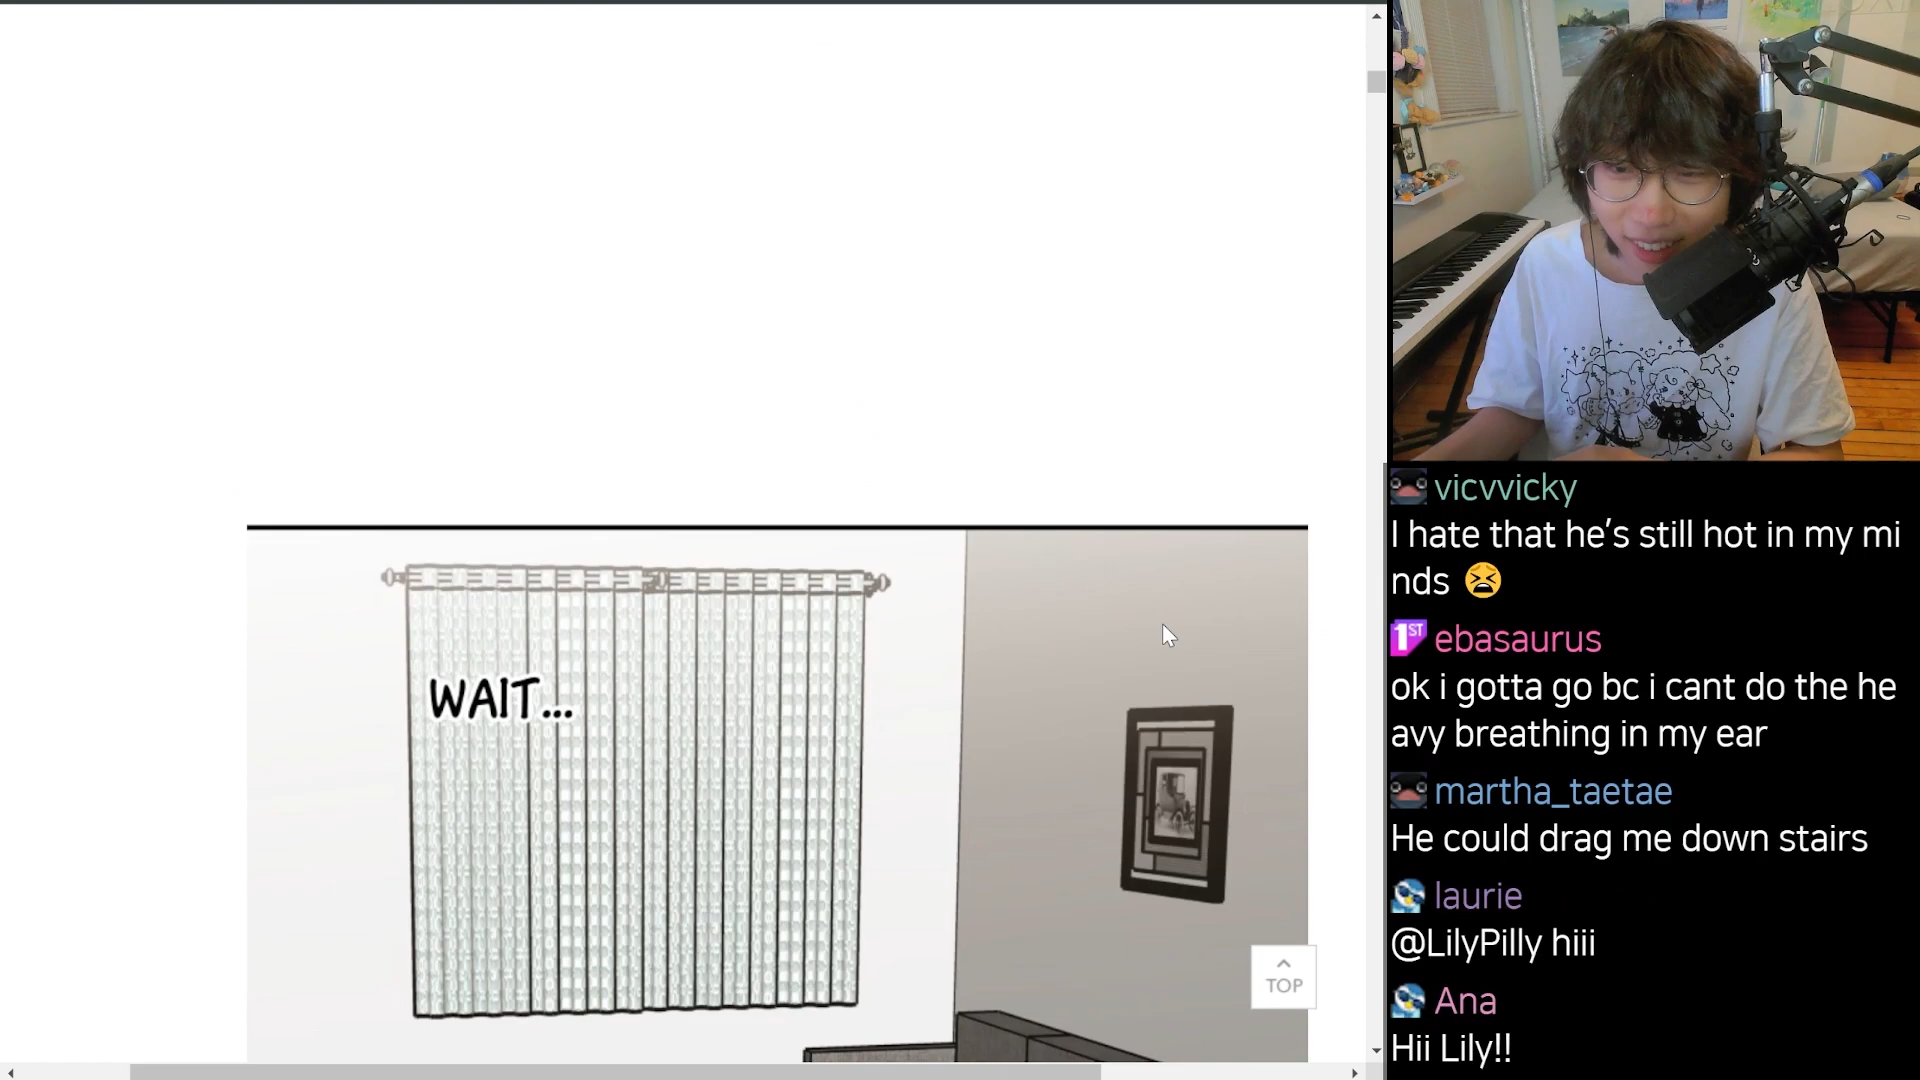 WAIT...
TOP
vicvvicky
I hate that he's still hot in my mi
nds 😫
1ST ebasaurus
ok i gotta go bc i cant do the he
avy breathing in my ear
martha_taetae
He could drag me down stairs
laurie
@LilyPilly hiii
Ana
Hii Lily!!